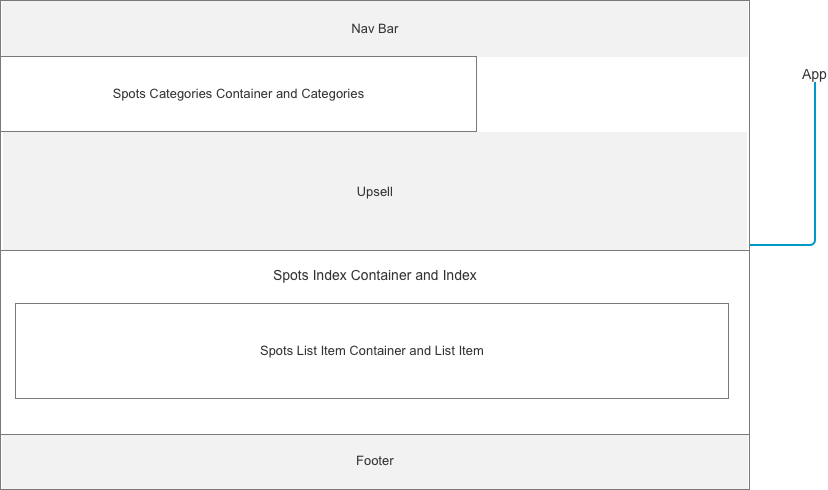 Nav Bar
App
Spots Categories Container and Categories
Upsell
Spots Index Container and Index
Spots List Item Container and List Item
Footer